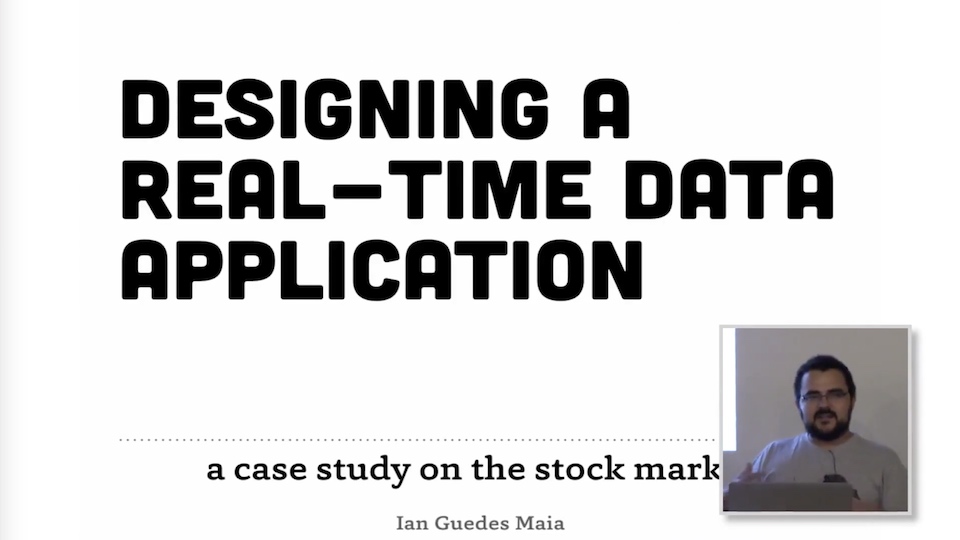 DESIGNING A
REAL-TIME DATA
APPLICATION
a case study on the stock mark
Ian Guedes Maia